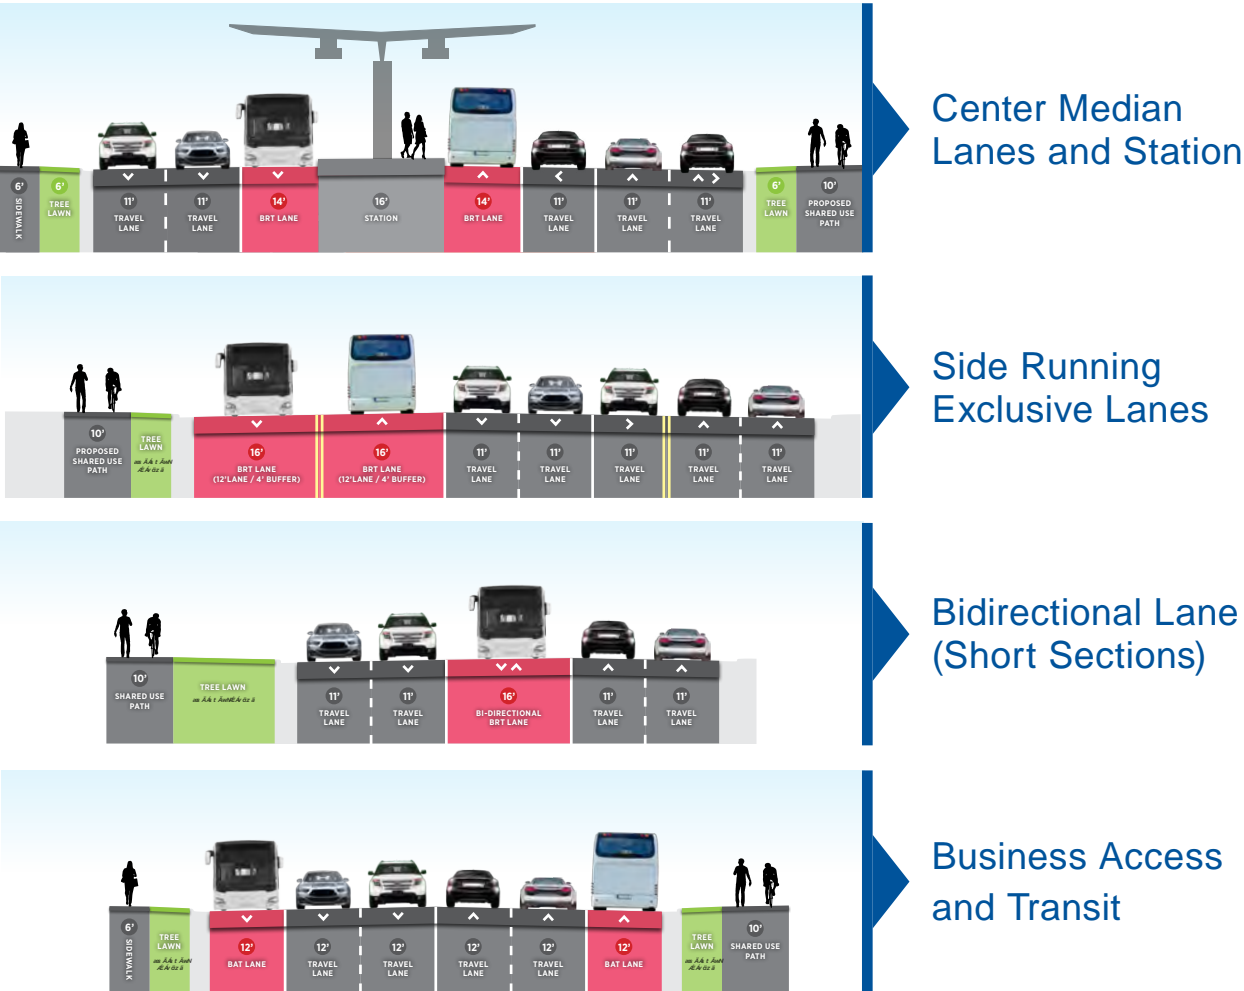 6'
SIDEWALK
6'
TREE
LAWN
11'
TRAVEL
LANE
11'
TRAVEL
LANE
14'
BRT LANE
16'
STATION
14'
BRT LANE
11'
TRAVEL
LANE
11'
TRAVEL
LANE
11'
TRAVEL
LANE
6'
TREE
LAWN
10'
PROPOSED
SHARED USE
PATH
Center Median
Lanes and Station
10'
PROPOSED
SHARED USE
PATH
TREE
LAWN
16'
BRT LANE
(12'LANE / 4' BUFFER)
16'
BRT LANE
(12'LANE / 4' BUFFER)
11'
TRAVEL
LANE
11'
TRAVEL
LANE
11'
TRAVEL
LANE
11'
TRAVEL
LANE
11'
TRAVEL
LANE
Side Running
Exclusive Lanes
10'
SHARED USE
PATH
TREE LAWN
11'
TRAVEL
LANE
11'
TRAVEL
LANE
16'
BI-DIRECTIONAL
BRT LANE
11'
TRAVEL
LANE
11'
TRAVEL
LANE
Bidirectional Lane
(Short Sections)
6'
SIDEWALK
TREE
LAWN
12'
BAT LANE
12'
TRAVEL
LANE
12'
TRAVEL
LANE
12'
TRAVEL
LANE
12'
TRAVEL
LANE
12'
BAT LANE
TREE
LAWN
10'
SHARED USE
PATH
Business Access
and Transit